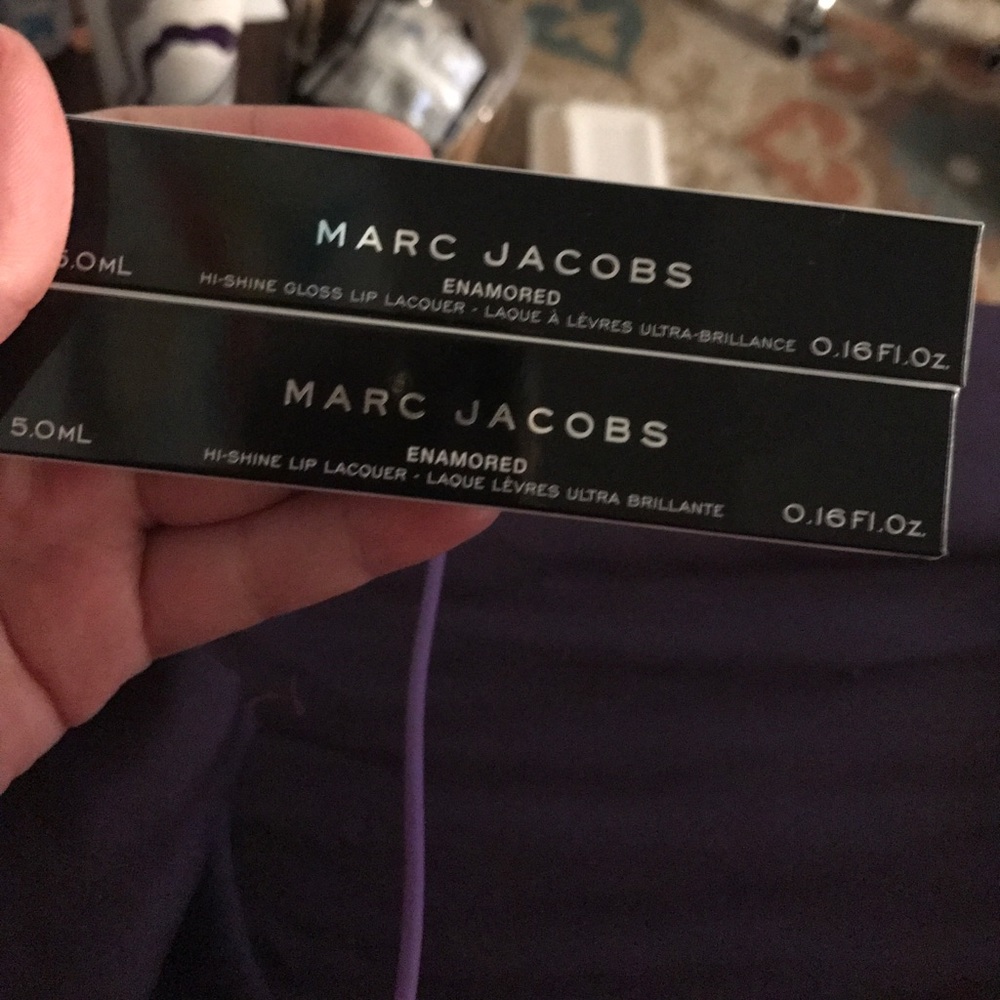 MARC JACOBS
ENAMORED
HI-SHINE GLOSS LIP LACQUER - LAQUE À LÈVRES ULTRA-BRILLANCE
5.0ML
0.16 Fl.Oz.
MARC JACOBS
ENAMORED
HI-SHINE LIP LACQUER - LAQUE LÈVRES ULTRA BRILLANTE
5.0ML
0.16 Fl.Oz.